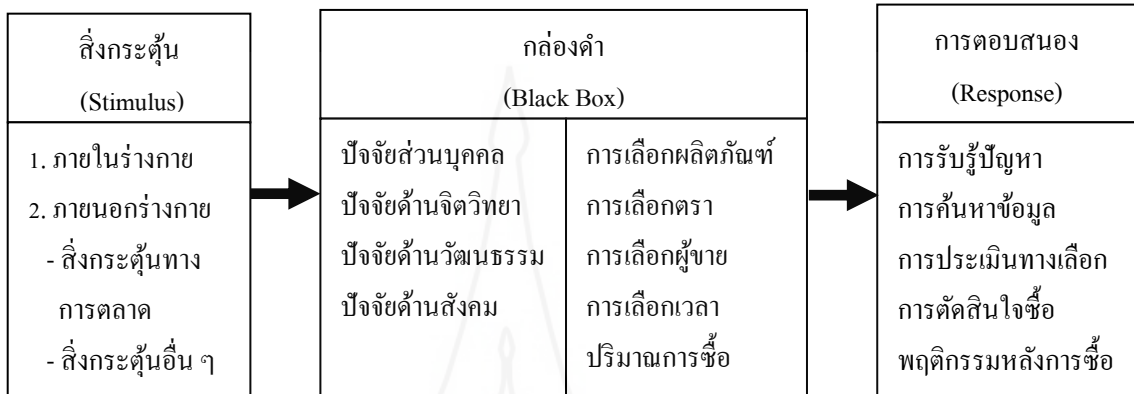 สิ่งกระตุ้น
(Stimulus)
1. ภายในร่างกาย
2. ภายนอกร่างกาย
- สิ่งกระตุ้นทาง
การตลาด
- สิ่งกระตุ้นอื่น ๆ
กล่องดำ
(Black Box)
ปัจจัยส่วนบุคคล
ปัจจัยด้านจิตวิทยา
ปัจจัยด้านวัฒนธรรม
ปัจจัยด้านสังคม
การเลือกผลิตภัณฑ์
การเลือกตรา
การเลือกผู้ขาย
การเลือกเวลา
ปริมาณการซื้อ
การตอบสนอง
(Response)
การรับรู้ปัญหา
การค้นหาข้อมูล
การประเมินทางเลือก
การตัดสินใจซื้อ
พฤติกรรมหลังการซื้อ